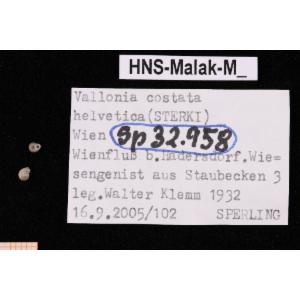 HNS-Malak-M_
Vallonia costata
helvetica(STERKI)
Wien Sp 32.958
Wienfluß b.Hadersdorf.Wie=
sengenist aus Staubecken 3
leg.Walter Klemm 1932
16.9.2005/102 SPERLING